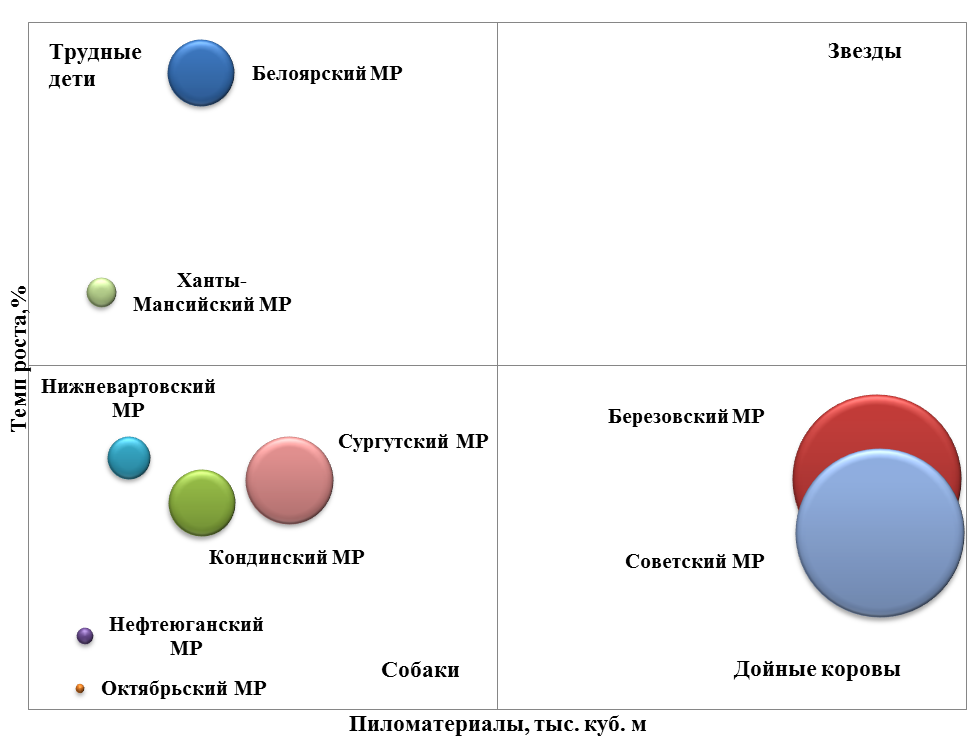 Трудные
дети
Звезды
Белоярский МР
Ханты-
Мансийский МР
Темп роста,%
Нижневартовский
МР
Сургутский МР
Березовский МР
Кондинский МР
Советский МР
Нефтеюганский
МР
Собаки
Дойные коровы
Октябрьский МР
Пиломатериалы, тыс. куб. м